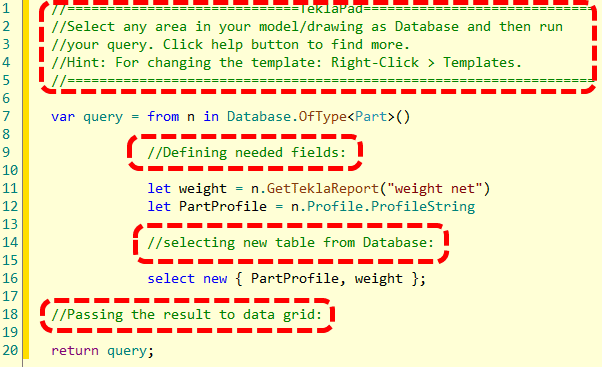 1 //=============================TeklaPad=============================
2 //Select any area in your model/drawing as Database and then run
3 //your query. Click help button to find more.
4 //Hint: For changing the template: Right-Click > Templates.
5 //==================================================================
6
7 var query = from n in Database.OfType<Part>()
8
9 //Defining needed fields:
10
11 let weight = n.GetTeklaReport("weight net")
12 let PartProfile = n.Profile.ProfileString
13
14 //selecting new table from Database:
15
16 select new { PartProfile, weight };
17
18 //Passing the result to data grid:
19
20 return query;